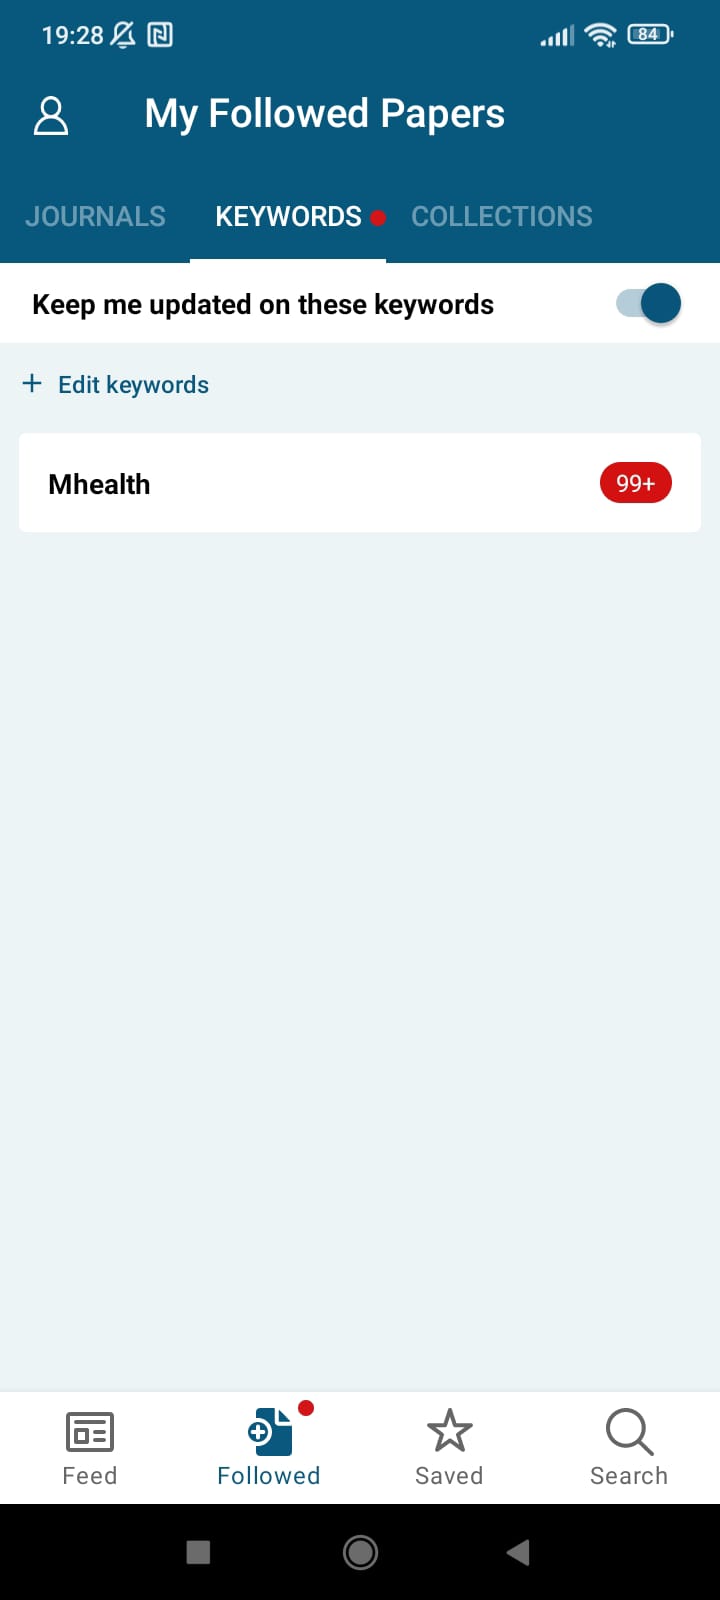 19:28
84
My Followed Papers
JOURNALS KEYWORDS COLLECTIONS
Keep me updated on these keywords
+ Edit keywords
Mhealth 99+
Feed Followed Saved Search